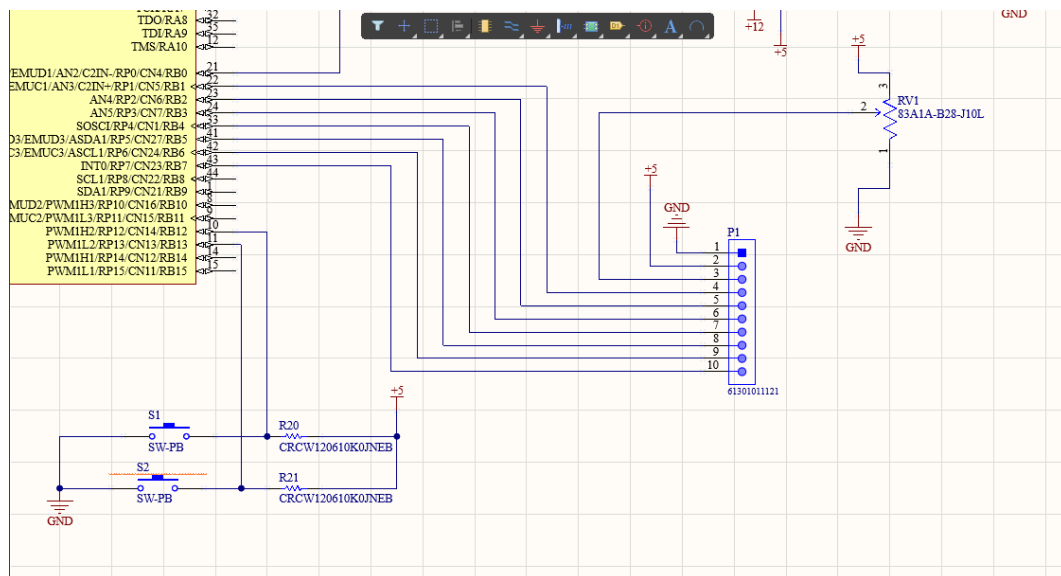 TDO/RA8
32
TDI/RA9
35
TMS/RA10
12
/EMUD1/AN2/C2IN-/RP0/CN4/RB0
21
EMUC1/AN3/C2IN+/RP1/CN5/RB1
22
AN4/RP2/CN6/RB2
23
AN5/RP3/CN7/RB3
24
SOSCI/RP4/CN1/RB4
33
D3/EMUD3/ASDA1/RP5/CN27/RB5
41
C3/EMUC3/ASCL1/RP6/CN24/RB6
42
INT0/RP7/CN23/RB7
43
SCL1/RP8/CN22/RB8
44
SDA1/RP9/CN21/RB9
1
MUD2/PWM1H3/RP10/CN16/RB10
8
MUC2/PWM1L3/RP11/CN15/RB11
9
PWM1H2/RP12/CN14/RB12
10
PWM1L2/RP13/CN13/RB13
11
PWM1H1/RP14/CN12/RB14
14
PWM1L1/RP15/CN11/RB15
15
A
+12
+5
GND
+5
3
RV1
2
83A1A-B28-J10L
1
GND
+5
GND
P1
1
2
3
4
5
6
7
8
9
10
61301011121
+5
S1
SW-PB
R20
CRCW120610K0JNEB
S2
SW-PB
R21
CRCW120610K0JNEB
GND